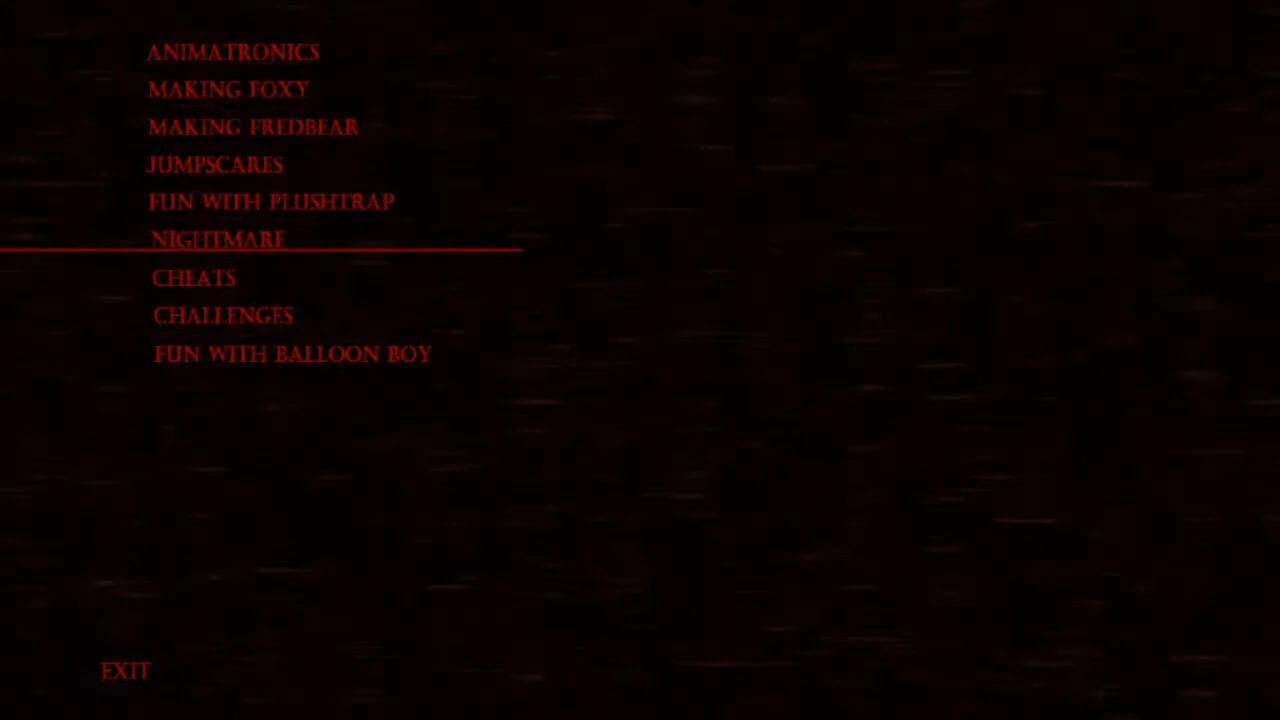 ANIMATRONICS
MAKING FOXY
MAKING FREDBEAR
JUMPSCARES
FUN WITH PLUSHTRAP
NIGHTMARE
CHEATS
CHALLENGES
FUN WITH BALLOON BOY
EXIT